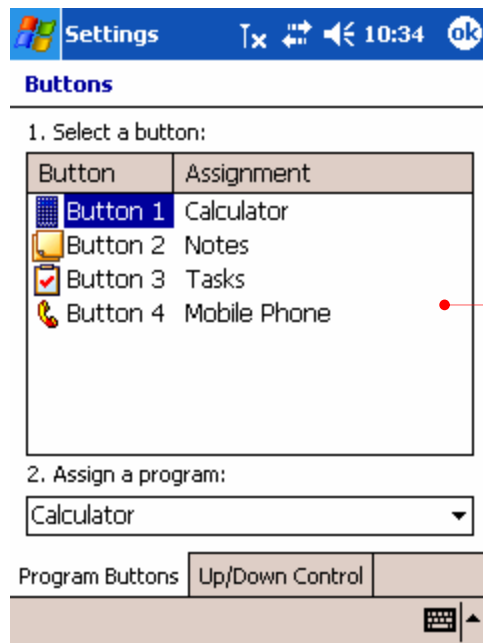 Settings 10:34 ok
Buttons
1. Select a button:
Button Assignment
Button 1 Calculator
Button 2 Notes
Button 3 Tasks
Button 4 Mobile Phone
2. Assign a program:
Calculator
Program Buttons Up/Down Control